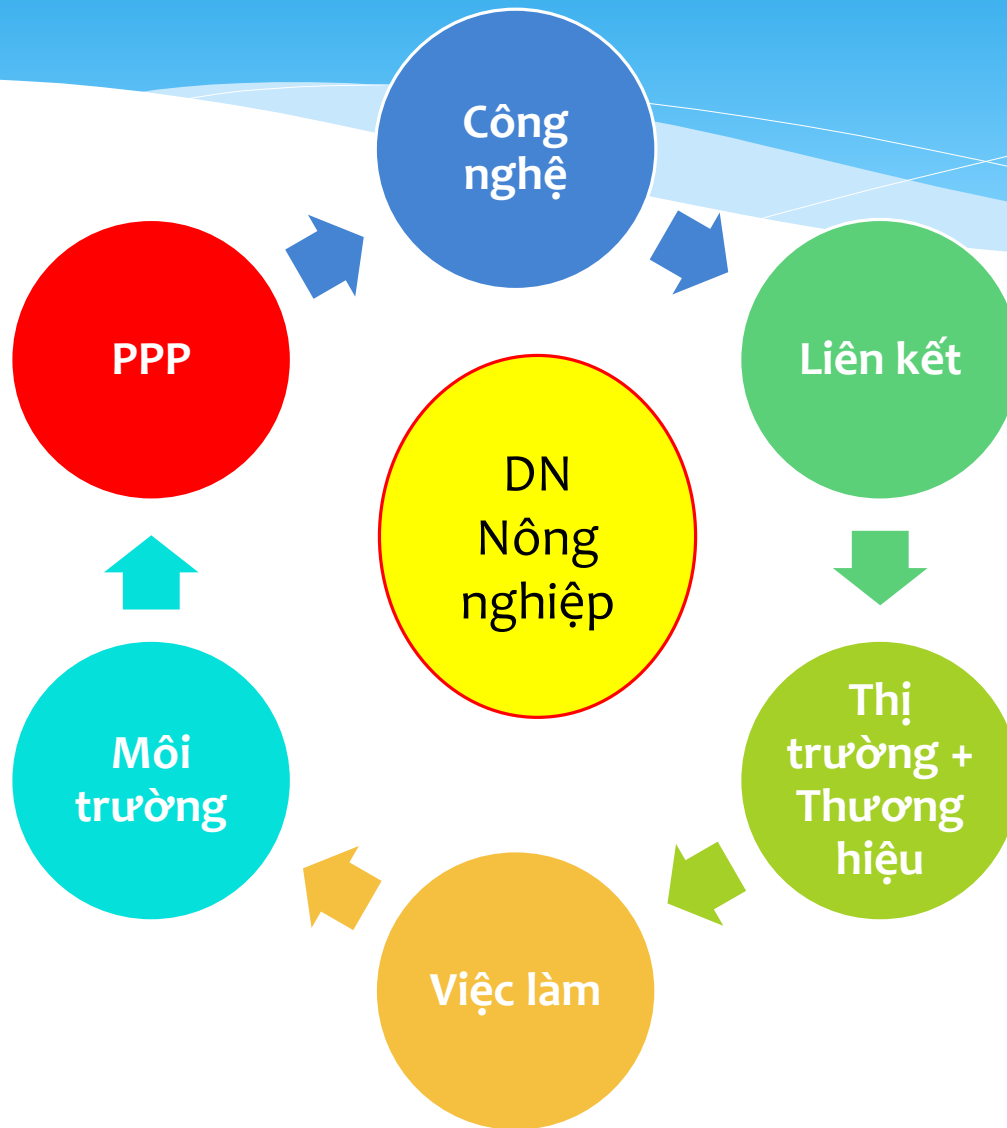 Công
nghệ
PPP
Liên kết
DN
Nông
nghiệp
Môi
trường
Thị
trường +
Thương
hiệu
Việc làm